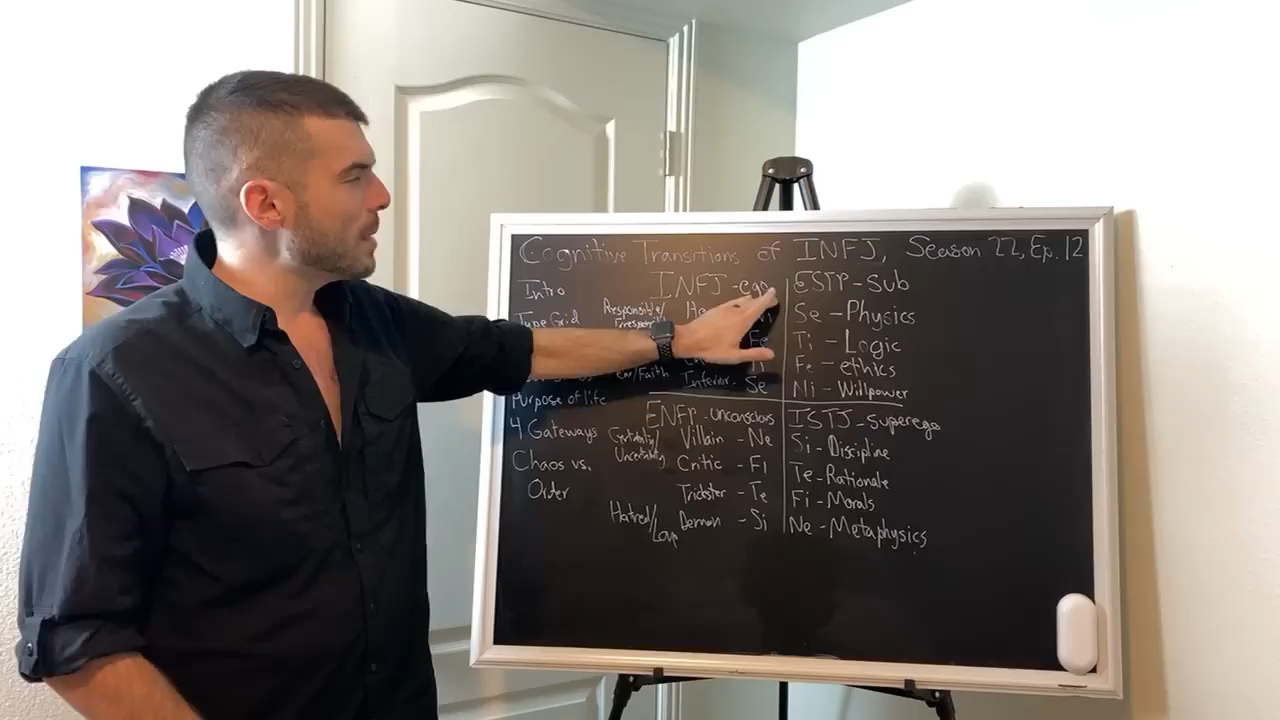 Cognitive Transitions of INFJ, Season 22, Ep. 12
Intro
Type Grid
Purpose of life
4 Gateways
Chaos vs.
Order
INFJ-ego
Responsible/
He
Fe
/Faith Inferior - Se
ESTP-Sub
Se - Physics
Ti - Logic
Fe - ethics
Ni - Willpower
ENFP - Unconscious
Certainty/ Villain - Ne
Uncertainty Critic - Fi
Trickster - Te
Hatred/ Demon - Si
Love
ISTJ - Superego
Si - Discipline
Te - Rationale
Fi - Morals
Ne - Metaphysics